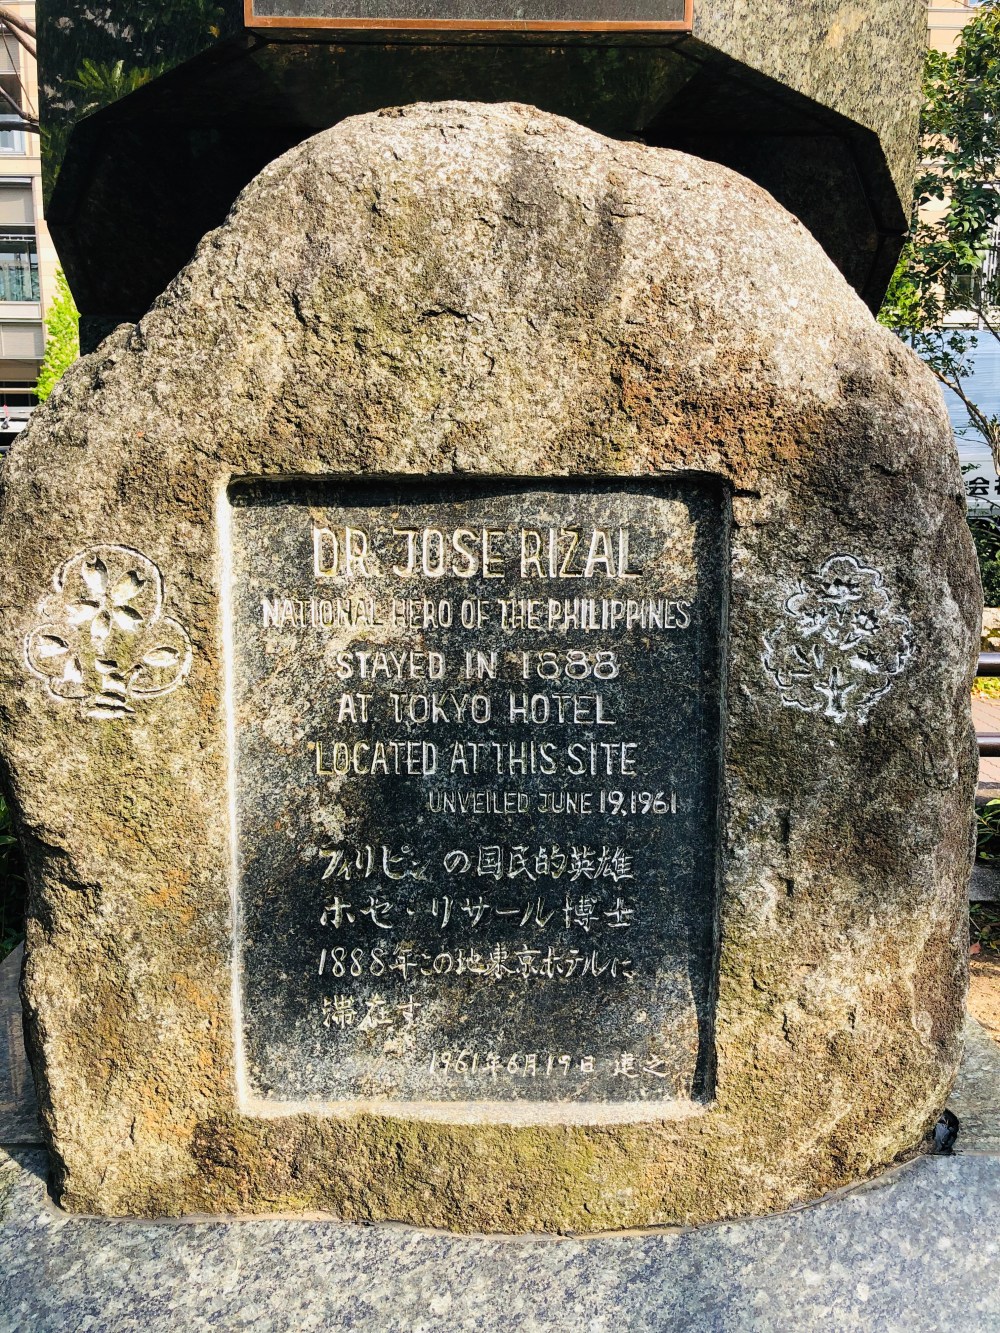 DR. JOSE RIZAL
NATIONAL HERO OF THE PHILIPPINES
STAYED IN 1888
AT TOKYO HOTEL
LOCATED AT THIS SITE
UNVEILED JUNE 19, 1961
フィリピンの国民的英雄
ホセ・リサール博士
1888年この地東京ホテルに
滞在す
1961年6月19日 建之
会